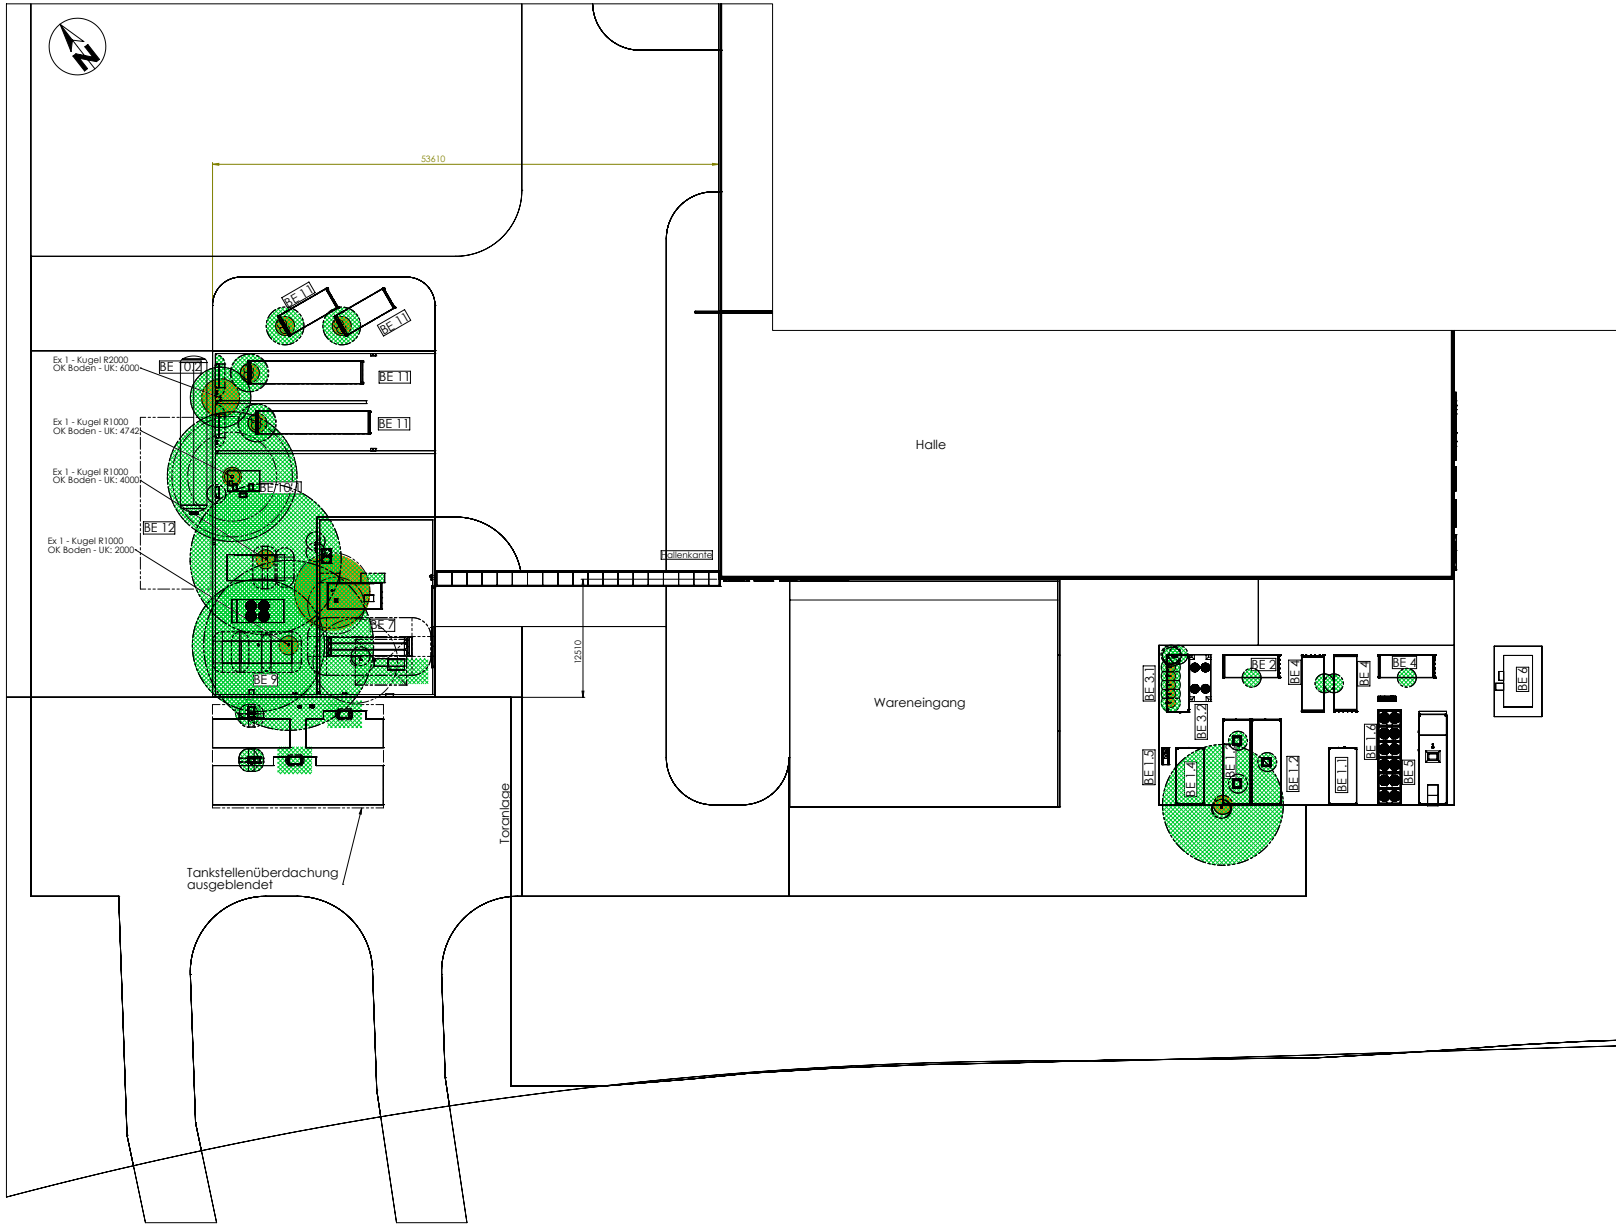 N
53610
BE 11
BE 11
Ex 1 - Kugel R2000
OK Boden - UK: 6000
BE 10.2
BE 11
BE 11
Ex 1 - Kugel R1000
OK Boden - UK: 4742
Ex 1 - Kugel R1000
OK Boden - UK: 4000
BE 10.1
BE 12
Ex 1 - Kugel R1000
OK Boden - UK: 2000
Halle
Hallenkante
BE 7
BE 9
12510
Wareneingang
BE 3.1
BE 2
BE 4
BE 4
BE 4
BE 6
BE 3.2
BE 1.6
BE 1.5
BE 1.4
BE 1.2
BE 1.1
BE 5
Toranlage
Tankstellenüberdachung
ausgeblendet